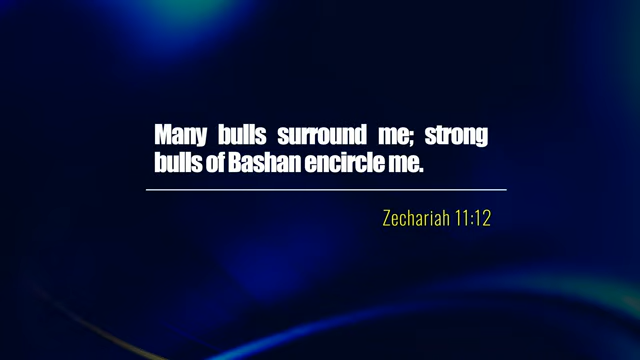 Many bulls surround me; strong
bulls of Bashan encircle me.
Zechariah 11:12